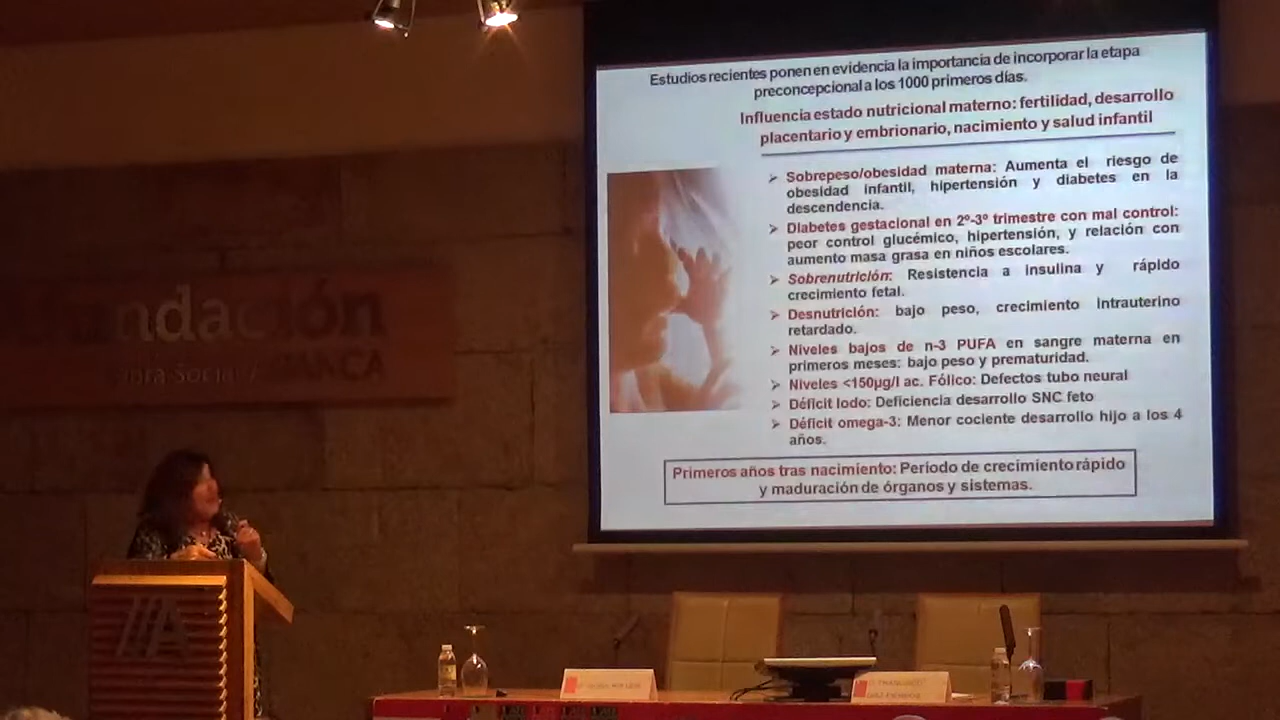 Estudios recientes ponen en evidencia la importancia de incorporar la etapa
preconcepcional a los 1000 primeros días.
Influencia estado nutricional materno: fertilidad, desarrollo
placentario y embrionario, nacimiento y salud infantil
➢ Sobrepeso/obesidad materna: Aumenta el riesgo de
obesidad infantil, hipertensión y diabetes en la
descendencia.
➢ Diabetes gestacional en 2º-3º trimestre con mal control:
peor control glucémico, hipertensión, y relación con
aumento masa grasa en niños escolares.
➢ Sobrenutrición: Resistencia a insulina y rápido
crecimiento fetal.
➢ Desnutrición: bajo peso, crecimiento intrauterino
retardado.
➢ Niveles bajos de n-3 PUFA en sangre materna en
primeros meses: bajo peso y prematuridad.
➢ Niveles <150µg/l ac. Fólico: Defectos tubo neural
➢ Déficit Iodo: Deficiencia desarrollo SNC feto
➢ Déficit omega-3: Menor cociente desarrollo hijo a los 4
años.
Primeros años tras nacimiento: Periodo de crecimiento rápido
y maduración de órganos y sistemas.
Fundación
Obra Social ABANCA